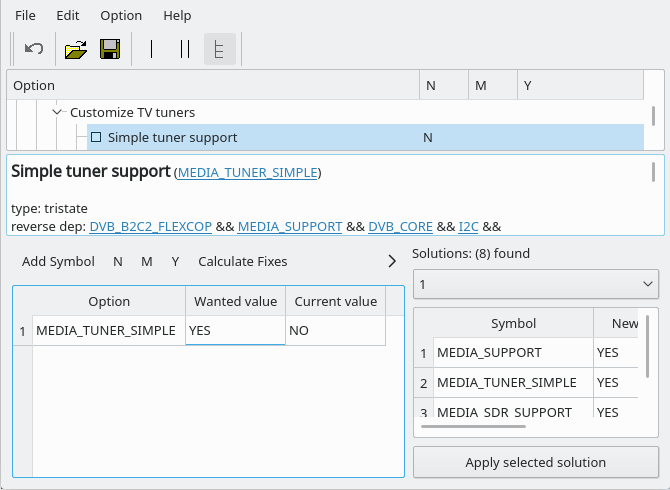 File Edit Option Help
Option N M Y
Customize TV tuners
Simple tuner support N
Simple tuner support (MEDIA_TUNER_SIMPLE)
type: tristate
reverse dep: DVB_B2C2_FLEXCOP && MEDIA_SUPPORT && DVB_CORE && I2C &&
Add Symbol N M Y Calculate Fixes
Option Wanted value Current value
1 MEDIA_TUNER_SIMPLE YES NO
Solutions: (8) found
1
Symbol New
1 MEDIA_SUPPORT YES
2 MEDIA_TUNER_SIMPLE YES
3 MEDIA_SDR_SUPPORT YES
Apply selected solution